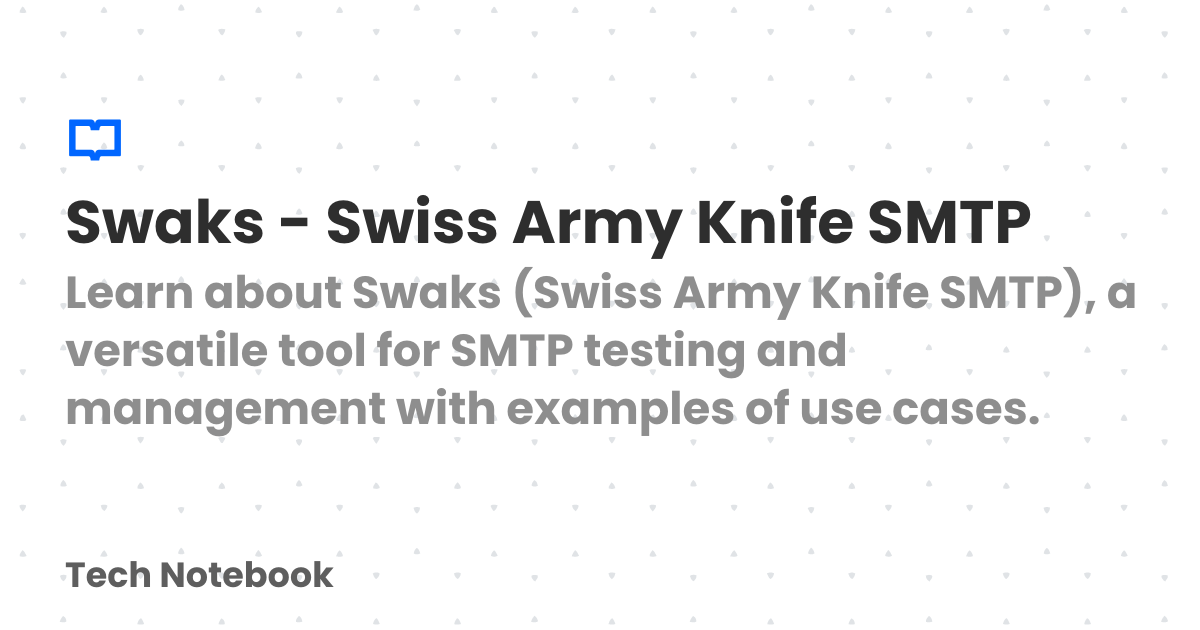 Swaks - Swiss Army Knife SMTP
Learn about Swaks (Swiss Army Knife SMTP), a
versatile tool for SMTP testing and
management with examples of use cases.
Tech Notebook